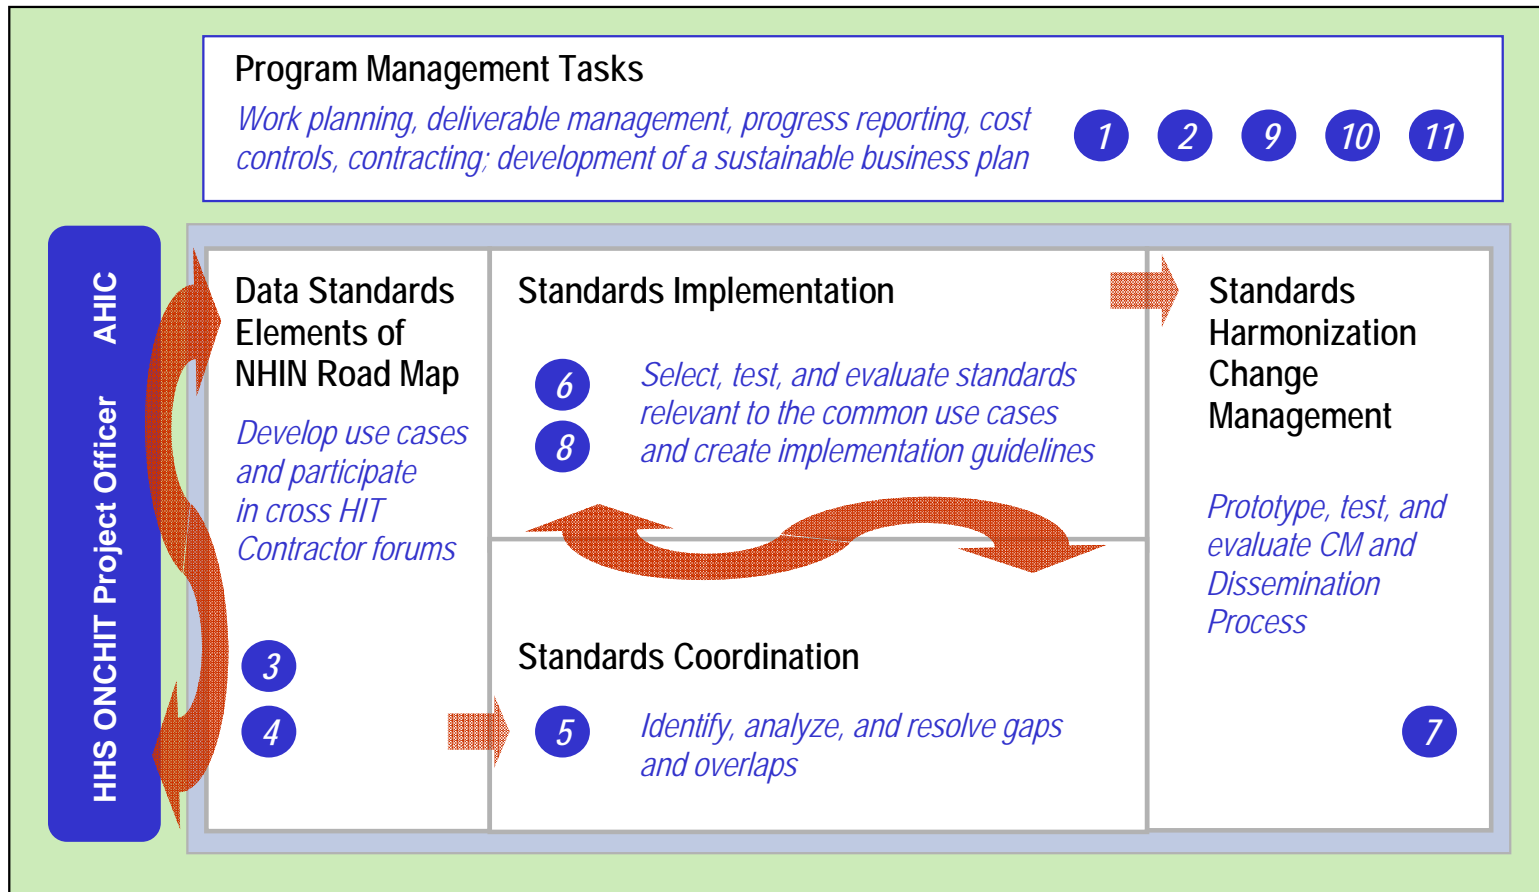 Program Management Tasks
Work planning, deliverable management, progress reporting, cost
controls, contracting; development of a sustainable business plan
1 2 9 10 11
HHS ONCHIT Project Officer AHIC
Data Standards
Elements of
NHIN Road Map
Develop use cases
and participate
in cross HIT
Contractor forums
3
4
Standards Implementation
6
8
Select, test, and evaluate standards
relevant to the common use cases
and create implementation guidelines
Standards Coordination
5
Identify, analyze, and resolve gaps
and overlaps
Standards
Harmonization
Change
Management
Prototype, test, and
evaluate CM and
Dissemination
Process
7